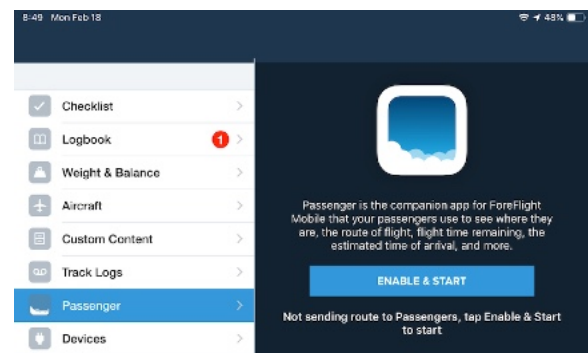 8:49 Mon Feb 18
48%
Checklist
Logbook
1
Weight & Balance
Aircraft
Custom Content
Track Logs
Passenger
Devices
Passenger is the companion app for ForeFlight
Mobile that your passengers use to see where they
are, the route of flight, flight time remaining, the
estimated time of arrival, and more.
ENABLE & START
Not sending route to Passengers, tap Enable & Start
to start